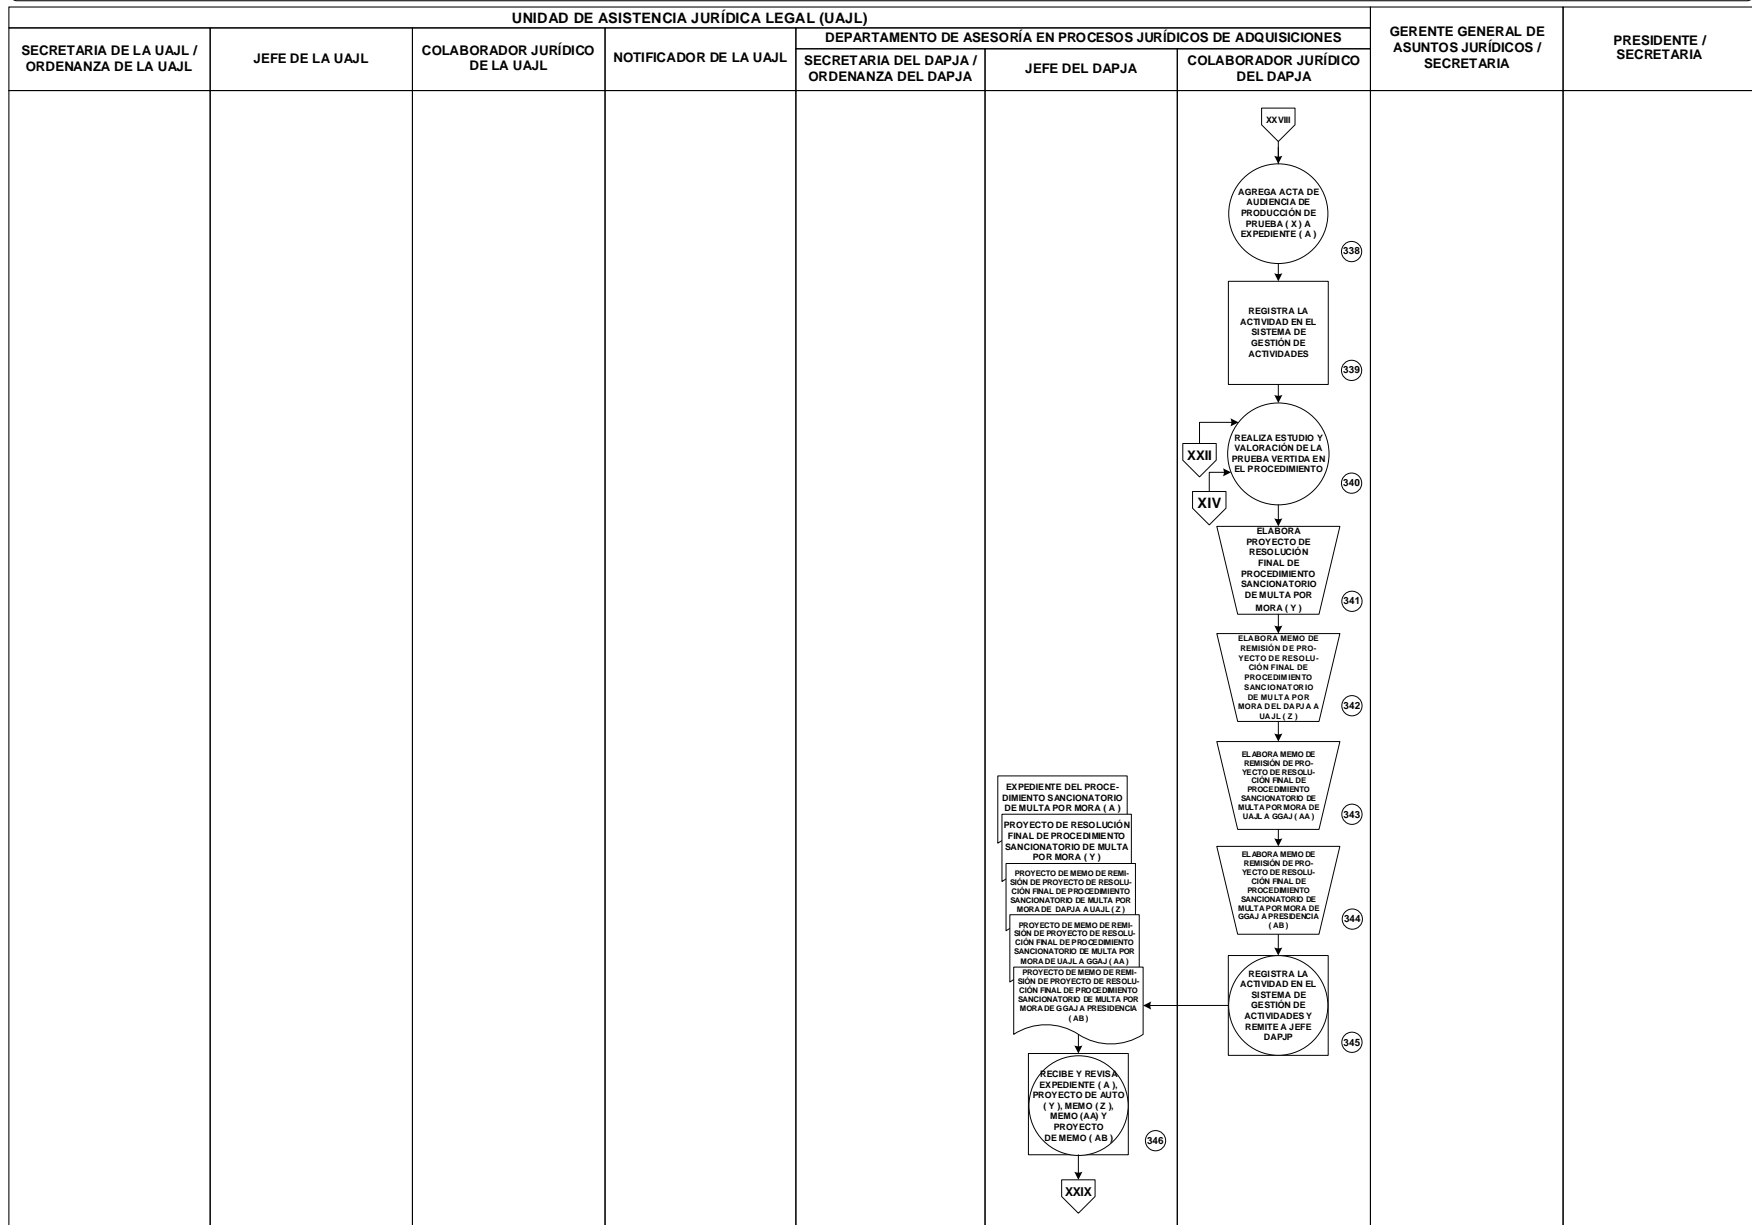 UNIDAD DE ASISTENCIA JURÍDICA LEGAL (UAJL)
SECRETARIA DE LA UAJL /
ORDENANZA DE LA UAJL
JEFE DE LA UAJL
COLABORADOR JURÍDICO
DE LA UAJL
NOTIFICADOR DE LA UAJL
DEPARTAMENTO DE ASESORÍA EN PROCESOS JURÍDICOS DE ADQUISICIONES
SECRETARIA DEL DAPJA /
ORDENANZA DEL DAPJA
JEFE DEL DAPJA
COLABORADOR JURÍDICO
DEL DAPJA
GERENTE GENERAL DE
ASUNTOS JURÍDICOS /
SECRETARIA
PRESIDENTE /
SECRETARIA
XXVIII
AGREGA ACTA DE
AUDIENCIA DE
PRODUCCIÓN DE
PRUEBA ( X ) A
EXPEDIENTE ( A )
338
REGISTRA LA
ACTIVIDAD EN EL
SISTEMA DE
GESTIÓN DE
ACTIVIDADES
339
REALIZA ESTUDIO Y
VALORACIÓN DE LA
PRUEBA VERTIDA EN
EL PROCEDIMIENTO
340
XXII
XIV
ELABORA
PROYECTO DE
RESOLUCIÓN
FINAL DE
PROCEDIMIENTO
SANCIONATORIO
DE MULTA POR
MORA ( Y )
341
ELABORA MEMO DE
REMISIÓN DE PRO-
YECTO DE RESOLU-
CIÓN FINAL DE
PROCEDIMIENTO
SANCIONATORIO
DE MULTA POR
MORA DEL DAPJA A
UAJL ( Z )
342
ELABORA MEMO DE
REMISIÓN DE PRO-
YECTO DE RESOLU-
CIÓN FINAL DE
PROCEDIMIENTO
SANCIONATORIO DE
MULTA POR MORA DE
UAJL A GGAJ ( AA )
343
ELABORA MEMO DE
REMISIÓN DE PRO-
YECTO DE RESOLU-
CIÓN FINAL DE
PROCEDIMIENTO
SANCIONATORIO DE
MULTA POR MORA DE
GGAJ A PRESIDENCIA
( AB )
344
REGISTRA LA
ACTIVIDAD EN EL
SISTEMA DE
GESTIÓN DE
ACTIVIDADES Y
REMITE A JEFE
DAPJP
345
EXPEDIENTE DEL PROCE-
DIMIENTO SANCIONATORIO
DE MULTA POR MORA ( A )
PROYECTO DE RESOLUCIÓN
FINAL DE PROCEDIMIENTO
SANCIONATORIO DE MULTA
POR MORA ( Y )
PROYECTO DE MEMO DE REMI-
SIÓN DE PROYECTO DE RESOLU-
CIÓN FINAL DE PROCEDIMIENTO
SANCIONATORIO DE MULTA POR
MORA DE DAPJA A UAJL ( Z )
PROYECTO DE MEMO DE REMI-
SIÓN DE PROYECTO DE RESOLU-
CIÓN FINAL DE PROCEDIMIENTO
SANCIONATORIO DE MULTA POR
MORA DE UAJL A GGAJ ( AA )
PROYECTO DE MEMO DE REMI-
SIÓN DE PROYECTO DE RESOLU-
CIÓN FINAL DE PROCEDIMIENTO
SANCIONATORIO DE MULTA POR
MORA DE GGAJ A PRESIDENCIA
( AB )
RECIBE Y REVISA
EXPEDIENTE ( A ),
PROYECTO DE AUTO
( Y ), MEMO ( Z ),
MEMO (AA) Y
PROYECTO
DE MEMO ( AB )
346
XXIX